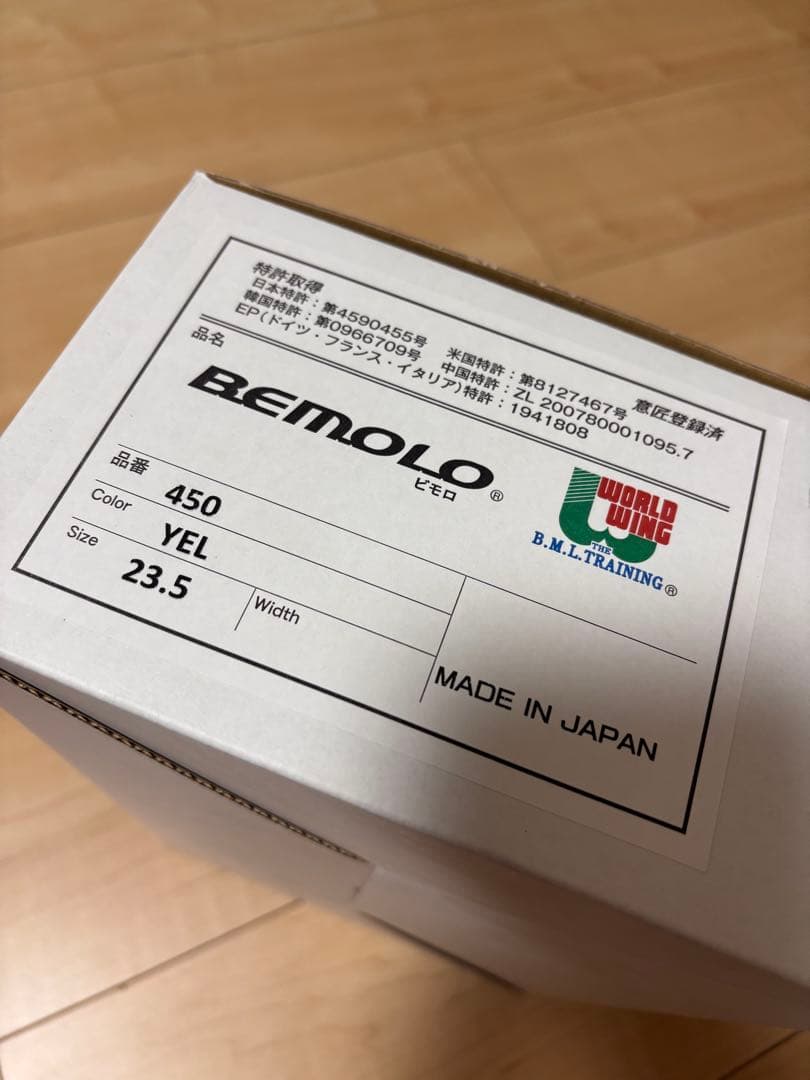 特許取得
日本特許：第4590455号 米国特許：第8127467号 意匠登録済
韓国特許：第0966709号 中国特許：ZL 200780001095.7
EP(ドイツ・フランス・イタリア)特許：1941808
品名
BEMOLO®
ビモロ
品番 450
Color YEL
Size 23.5
Width
WORLD
WING
THE
B.M.L.TRAINING®
MADE IN JAPAN